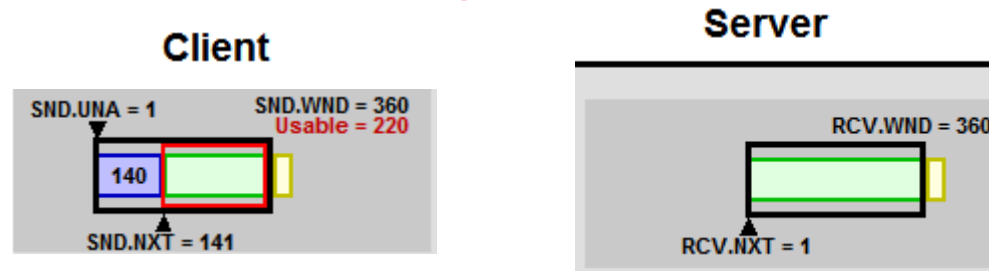 Client
SND.UNA = 1
SND.WND = 360
Usable = 220
140
SND.NXT = 141
Server
RCV.WND = 360
RCV.NXT = 1